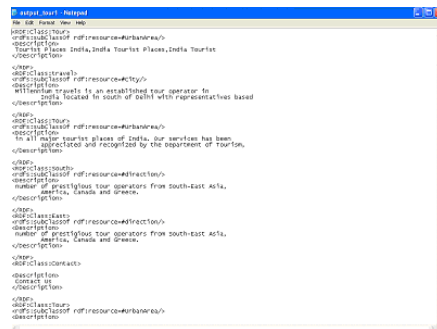 output_tour1 - Notepad
File Edit Format View Help
<RDF:Class:Tour>
<rdfs:subClassOf rdf:resource=#UrbanArea/>
<Description>
Tourist Places India,India Tourist Places,India Tourist
</Description>
</RDF>
<RDF:Class:travel>
<rdfs:subClassOf rdf:resource=#City/>
<Description>
Willennium travels is an established tour operator in
India located in south of Delhi with representatives based
</Description>
</RDF>
<RDF:Class:Tour>
<rdfs:subClassOf rdf:resource=#UrbanArea/>
<Description>
in all major tourist places of India. Our services has been
appreciated and recognized by the Department of Tourism,
</Description>
</RDF>
<RDF:Class:South>
<rdfs:subClassOf rdf:resource=#direction/>
<Description>
number of prestigious tour operators from South-East Asia,
America, Canada and Greece.
</Description>
</RDF>
<RDF:Class:East>
<rdfs:subClassOf rdf:resource=#direction/>
<Description>
number of prestigious tour operators from South-East Asia,
America, Canada and Greece.
</Description>
</RDF>
<RDF:Class:Contact>
<Description>
Contact Us
</Description>
</RDF>
<RDF:Class:Tour>
<rdfs:subClassOf rdf:resource=#UrbanArea/>
<Description>